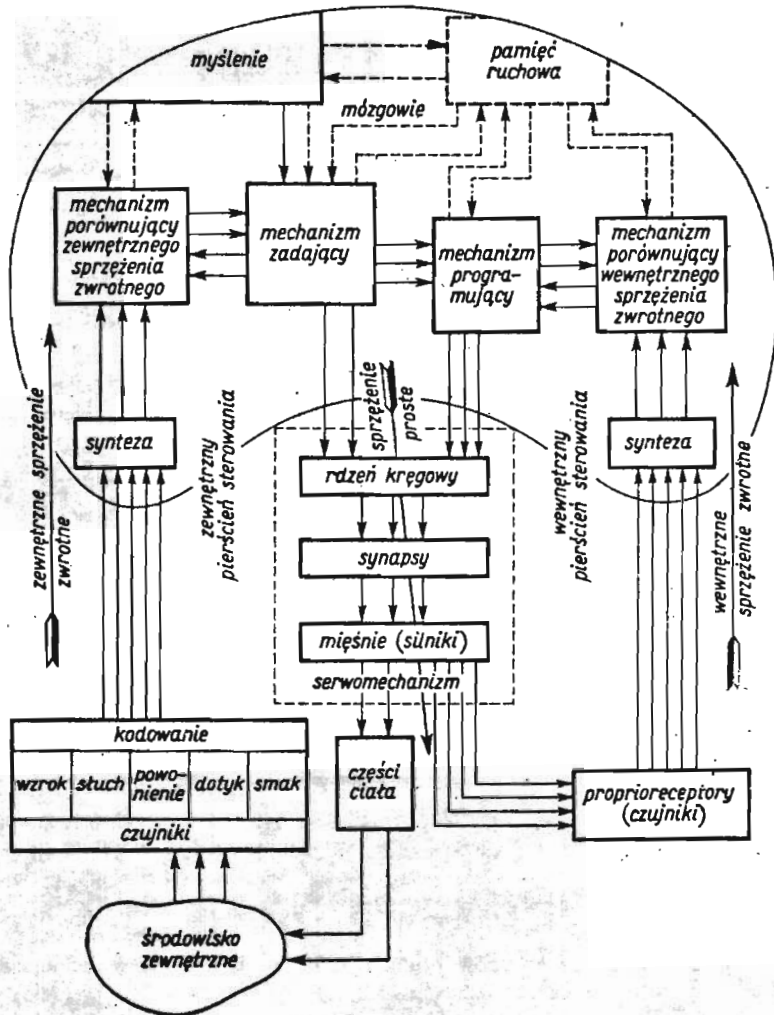 myślenie
pamięć
ruchowa
mózgowie
mechanizm
porównujący
zewnętrznego
sprzężenia
zwrotnego
mechanizm
zadający
mechanizm
progra-
mujący
mechanizm
porównujący
wewnętrznego
sprzężenia
zwrotnego
zewnętrzne sprzężenie
zwrotne
synteza
zewnętrzny
pierścień sterowania
sprzężenie
proste
wewnętrzny
pierścień sterowania
synteza
wewnętrzne
sprzężenie zwrotne
rdzeń kręgowy
synapsy
mięśnie (silniki)
serwomechanizm
kodowanie
wzrok
słuch
powo-
nienie
dotyk
smak
czujniki
części
ciała
proprioreceptory
(czujniki)
środowisko
zewnętrzne